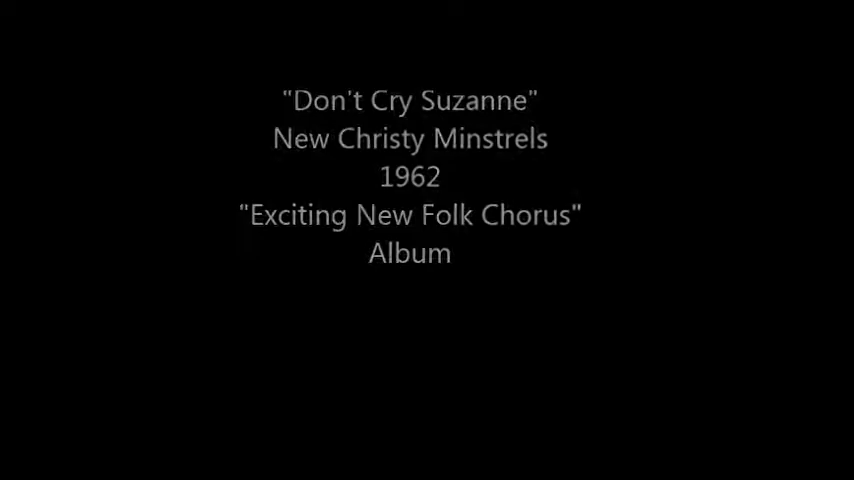 "Don't Cry Suzanne"
New Christy Minstrels
1962
"Exciting New Folk Chorus"
Album